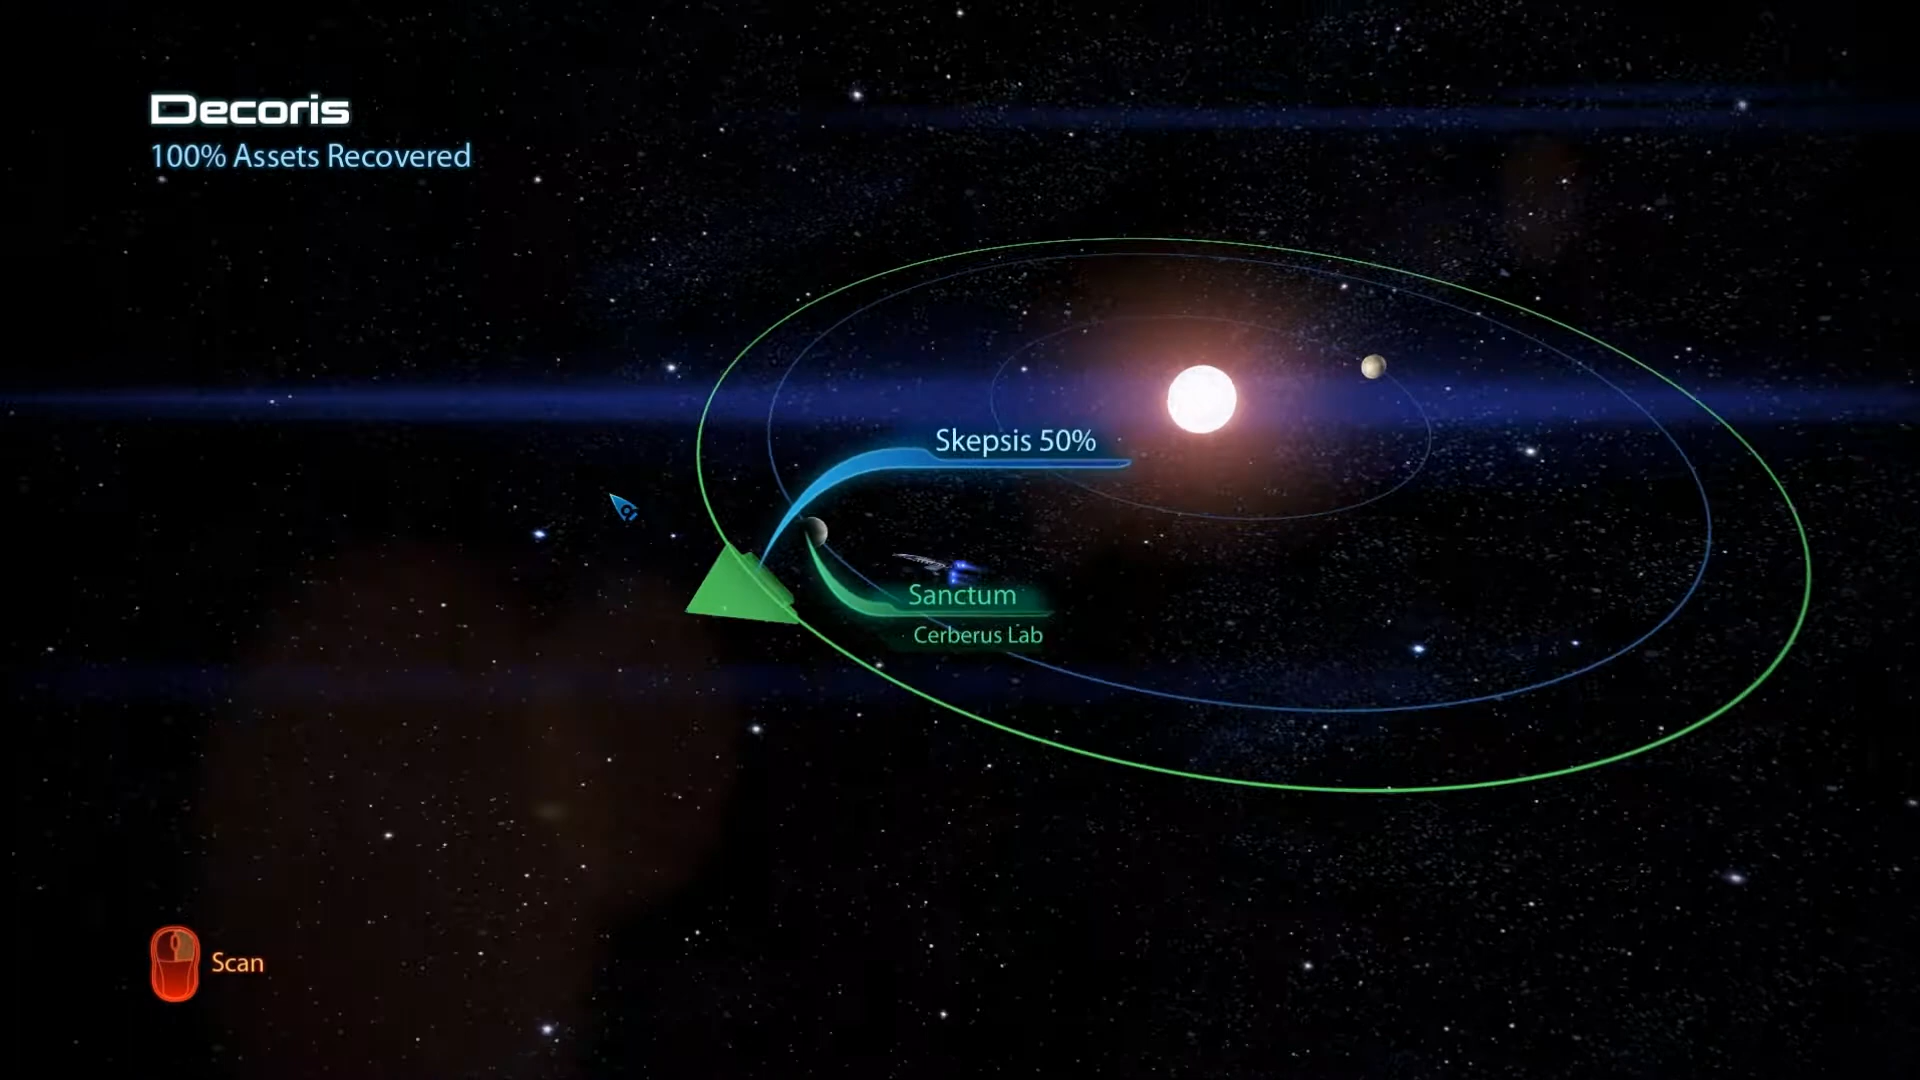 Decoris
100% Assets Recovered
Skepsis 50%
Sanctum
Cerberus Lab
Scan